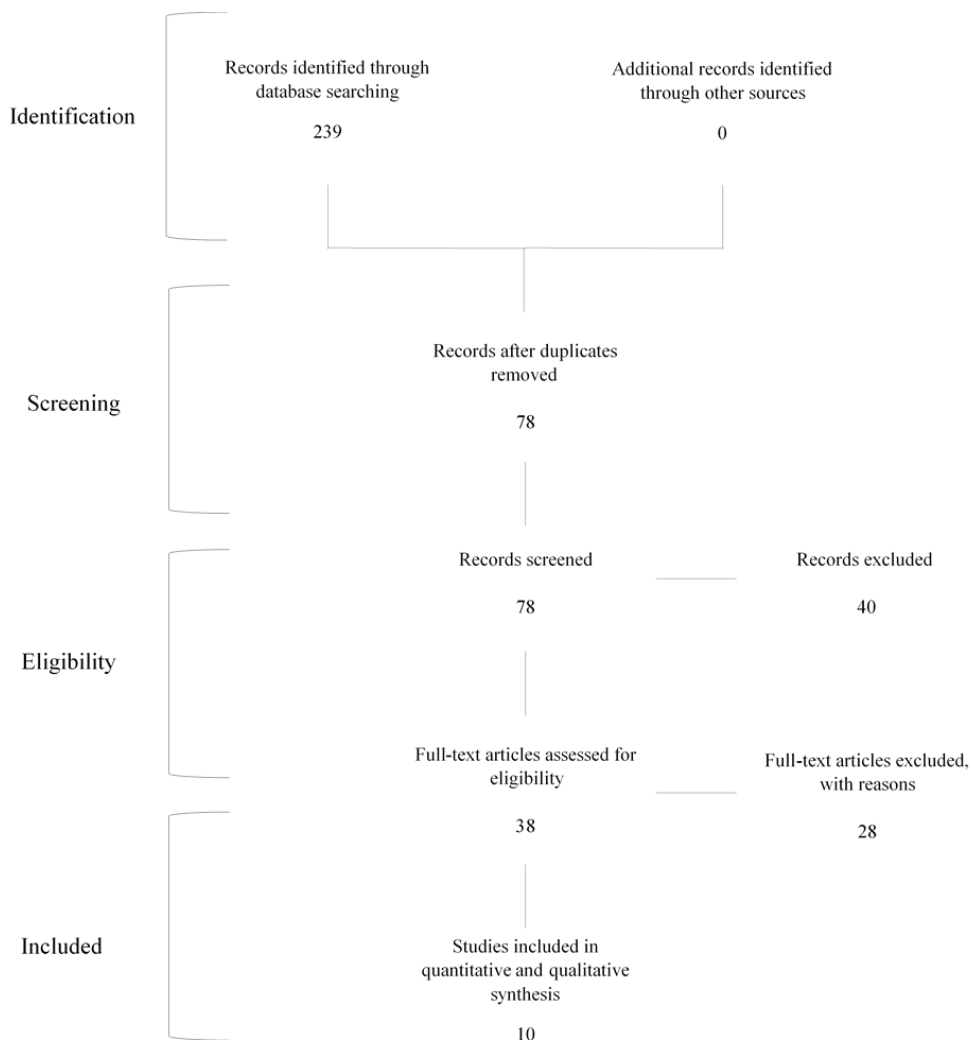 Identification
Records identified through
database searching
239
Additional records identified
through other sources
0
Screening
Records after duplicates
removed
78
Eligibility
Records screened
78
Records excluded
40
Full-text articles assessed for
eligibility
38
Full-text articles excluded,
with reasons
28
Included
Studies included in
quantitative and qualitative
synthesis
10